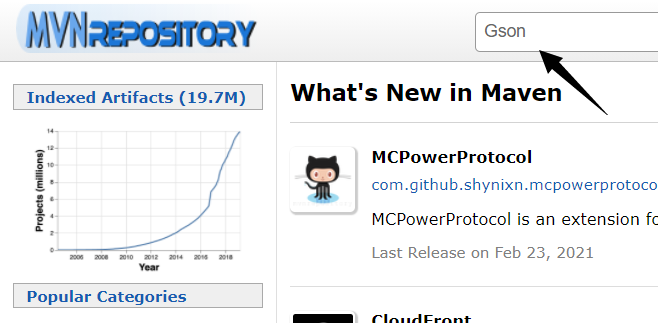 MVNREPOSITORY
Gson
Indexed Artifacts (19.7M)
Projects (millions)
14
12
10
8
6
4
2
0
2006 2008 2010 2012 2014 2016 2018
Year
Popular Categories
What's New in Maven
MCPowerProtocol
com.github.shynixn.mcpowerprotoco
MCPowerProtocol is an extension fo
Last Release on Feb 23, 2021
CloudFront